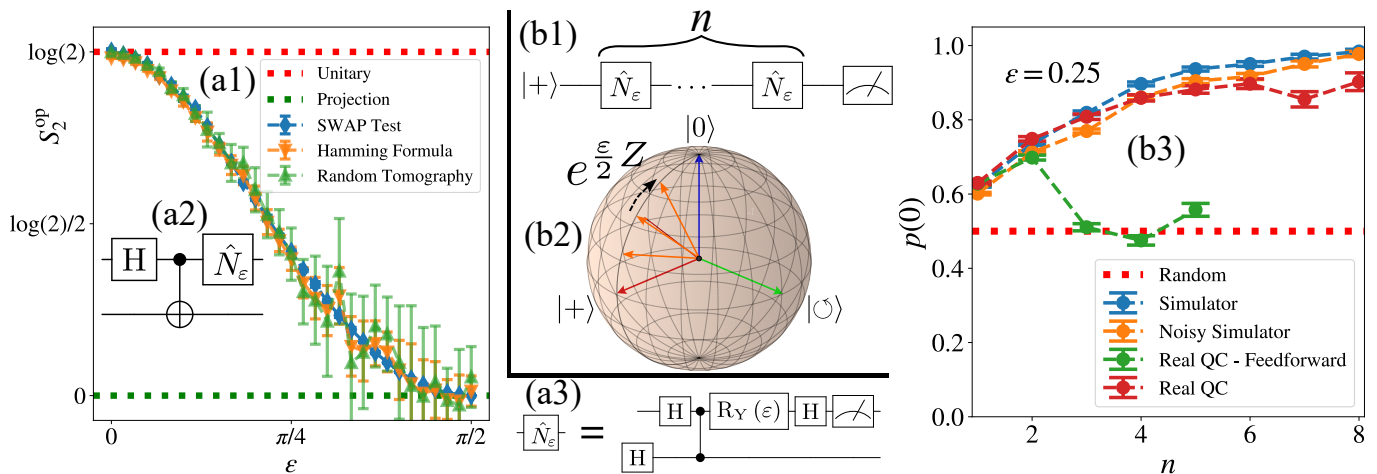 log(2)
log(2)/2
0
S₂ᵒᵖ
(a1)
Unitary
Projection
SWAP Test
Hamming Formula
Random Tomography
(a2)
H
N̂_ε
0
π/4
π/2
ε
(b1)
n
|+⟩
N̂_ε
...
N̂_ε
|0⟩
e^{ε/2 Z}
(b2)
|+⟩
|↺⟩
(a3)
N̂_ε
=
H
R_Y (ε)
H
H
1.0
0.8
0.6
0.4
0.2
0.0
p(0)
ε = 0.25
(b3)
Random
Simulator
Noisy Simulator
Real QC - Feedforward
Real QC
2
4
6
8
n